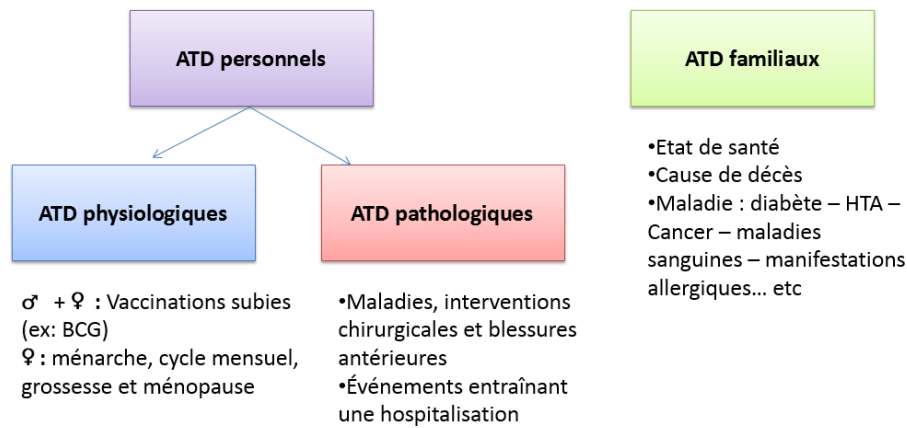 ATD personnels
ATD familiaux
ATD physiologiques
ATD pathologiques
♂ + ♀ : Vaccinations subies
(ex: BCG)
♀ : ménarche, cycle mensuel,
grossesse et ménopause
•Maladies, interventions
chirurgicales et blessures
antérieures
•Événements entraînant
une hospitalisation
•Etat de santé
•Cause de décès
•Maladie : diabète – HTA –
Cancer – maladies
sanguines – manifestations
allergiques... etc